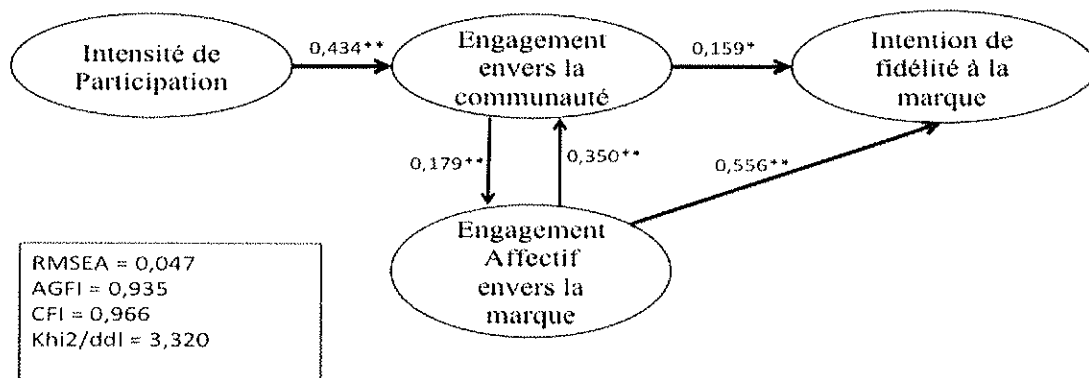 Intensité de
Participation
0,434**
Engagement
envers la
communauté
0,159*
Intention de
fidélité à la
marque
0,179**
0,350**
0,556**
Engagement
Affectif
envers la
marque
RMSEA = 0,047
AGFI = 0,935
CFI = 0,966
Khi2/ddl = 3,320